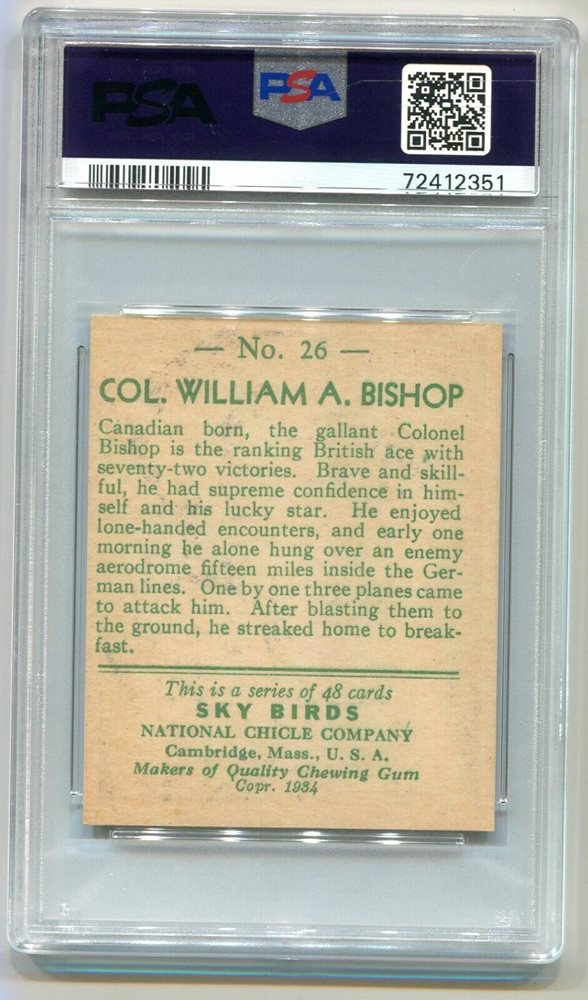 PSA
PSA
72412351
— No. 26 —
COL. WILLIAM A. BISHOP
Canadian born, the gallant Colonel
Bishop is the ranking British ace with
seventy-two victories. Brave and skill-
ful, he had supreme confidence in him-
self and his lucky star. He enjoyed
lone-handed encounters, and early one
morning he alone hung over an enemy
aerodrome fifteen miles inside the Ger-
man lines. One by one three planes came
to attack him. After blasting them to
the ground, he streaked home to break-
fast.
This is a series of 48 cards
SKY BIRDS
NATIONAL CHICLE COMPANY
Cambridge, Mass., U. S. A.
Makers of Quality Chewing Gum
Copr. 1934